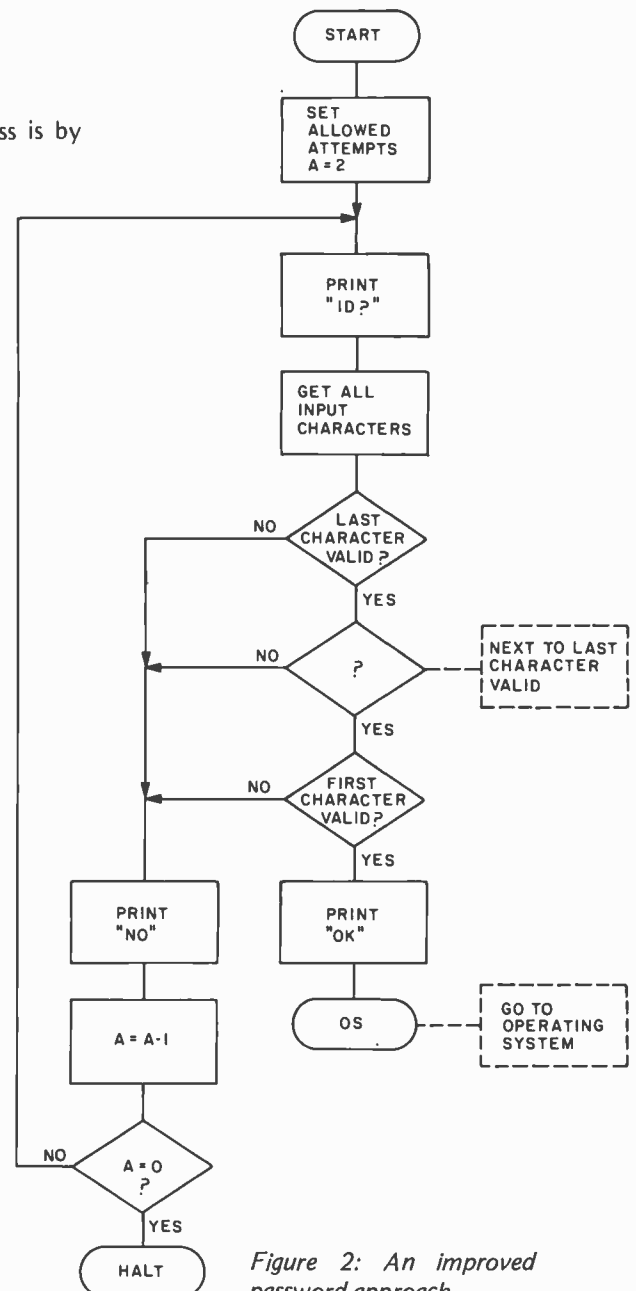 START
SET
ALLOWED
ATTEMPTS
A=2
ss is by
PRINT
"ID?"
GET ALL
INPUT
CHARACTERS
LAST
CHARACTER
VALID?
NO
YES
?
NO
YES
NEXT TO LAST
CHARACTER
VALID
FIRST
CHARACTER
VALID?
NO
YES
PRINT
"NO"
PRINT
"OK"
A=A-1
OS
GO TO
OPERATING
SYSTEM
A=0
?
NO
YES
HALT
Figure 2: An improved
password approach